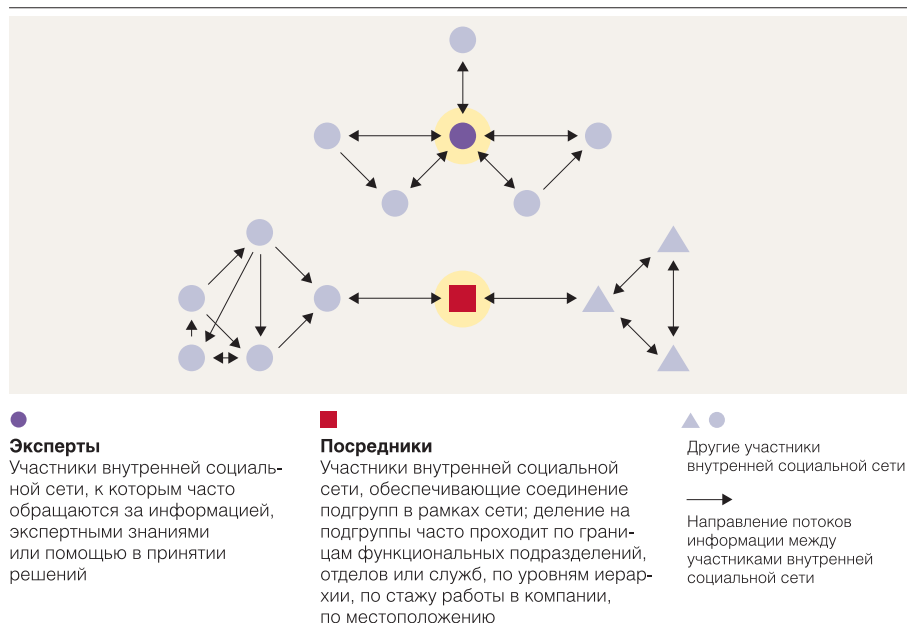 Эксперты
Участники внутренней социаль-
ной сети, к которым часто
обращаются за информацией,
экспертными знаниями
или помощью в принятии
решений
Посредники
Участники внутренней социальной
сети, обеспечивающие соединение
подгрупп в рамках сети; деление на
подгруппы часто проходит по грани-
цам функциональных подразделений,
отделов или служб, по уровням иерар-
хии, по стажу работы в компании,
по местоположению
Другие участники
внутренней социальной сети
Направление потоков
информации между
участниками внутренней
социальной сети